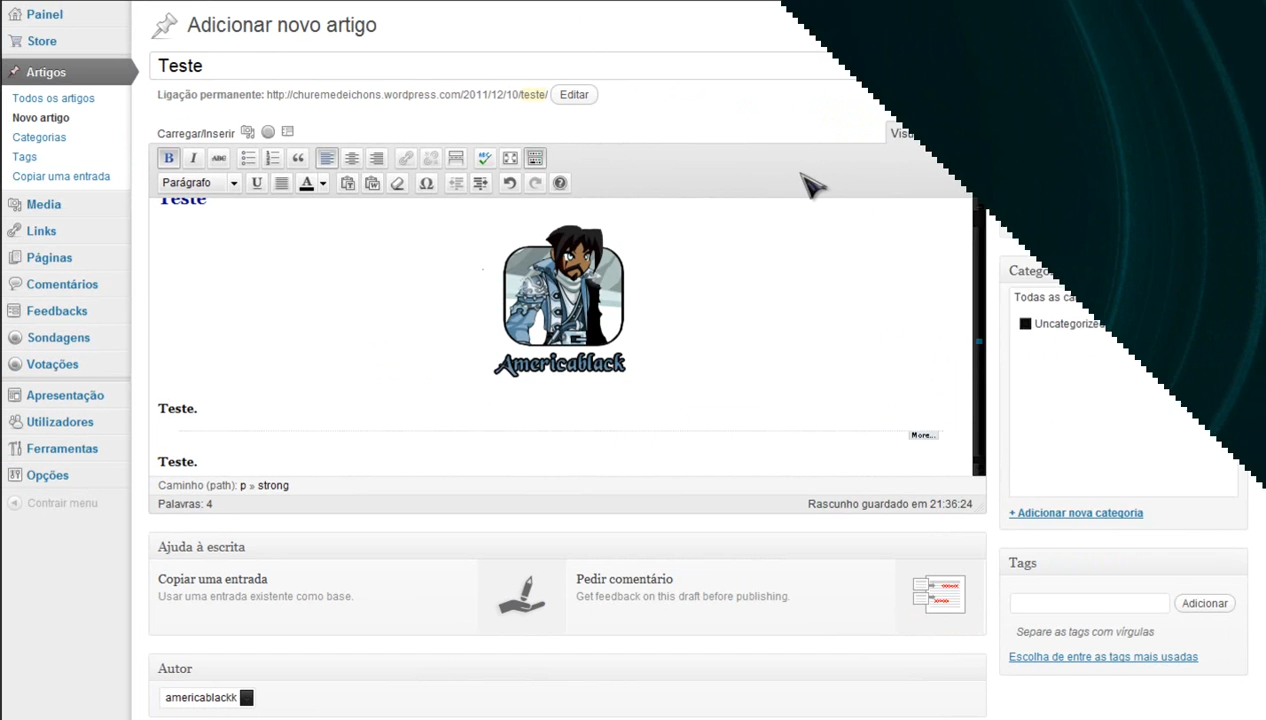 Painel
Store
Artigos
Todos os artigos
Novo artigo
Categorias
Tags
Copiar uma entrada
Media
Links
Páginas
Comentários
Feedbacks
Sondagens
Votações
Apresentação
Utilizadores
Ferramentas
Opções
Contrair menu
Adicionar novo artigo
Teste
Ligação permanente: http://churemedeichons.wordpress.com/2011/12/10/teste/ Editar
Carregar/Inserir
B I ABC
ABC
Parágrafo U A Ω
Teste
Americablack
Teste.
More...
Teste.
Caminho (path): p » strong
Palavras: 4
Rascunho guardado em 21:36:24
Ajuda à escrita
Copiar uma entrada
Usar uma entrada existente como base.
Pedir comentário
Get feedback on this draft before publishing.
Autor
americablackk
Todas as
+ Adicionar nova categoria
Tags
Adicionar
Separe as tags com vírgulas
Escolha de entre as tags mais usadas